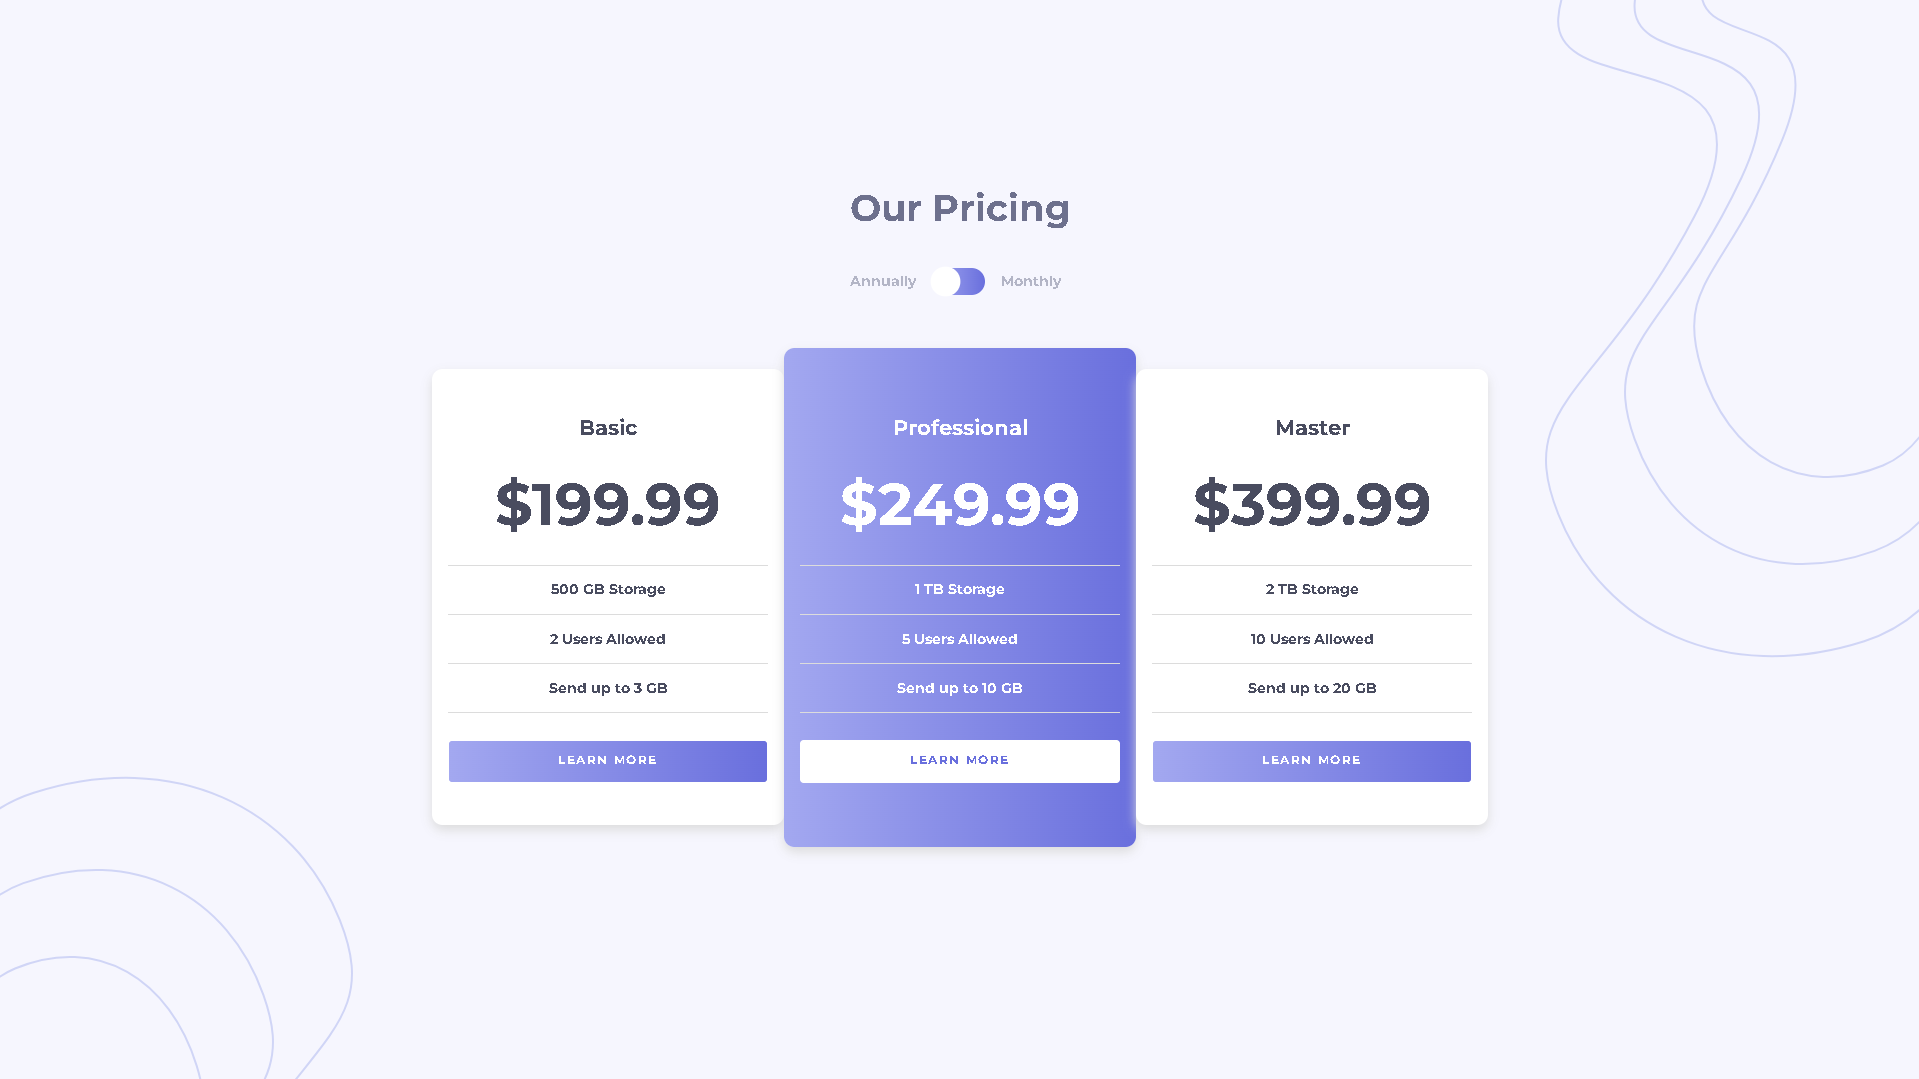 Our Pricing
Annually Monthly
Basic
$199.99
500 GB Storage
2 Users Allowed
Send up to 3 GB
LEARN MORE
Professional
$249.99
1 TB Storage
5 Users Allowed
Send up to 10 GB
LEARN MORE
Master
$399.99
2 TB Storage
10 Users Allowed
Send up to 20 GB
LEARN MORE